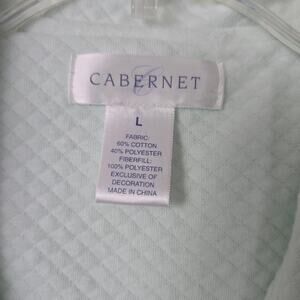 CABERNET
L
FABRIC:
60% COTTON
40% POLYESTER
FIBERFILL:
100% POLYESTER
EXCLUSIVE OF
DECORATION
MADE IN CHINA